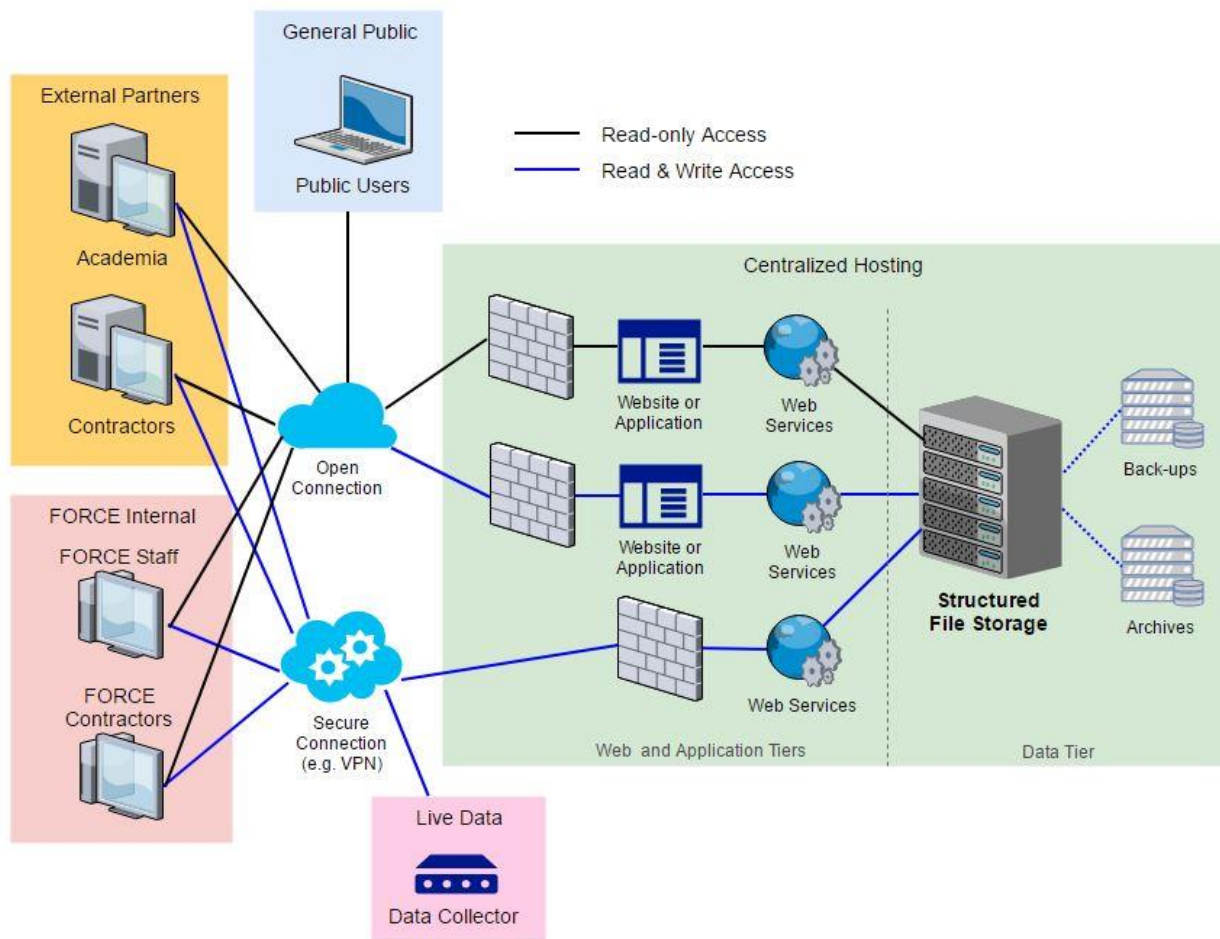 General Public
Public Users
External Partners
Academia
Contractors
Read-only Access
Read & Write Access
FORCE Internal
FORCE Staff
FORCE
Contractors
Open
Connection
Secure
Connection
(e.g. VPN)
Live Data
Data Collector
Centralized Hosting
Website or
Application
Web
Services
Website or
Application
Web
Services
Web Services
Structured
File Storage
Back-ups
Archives
Web and Application Tiers
Data Tier